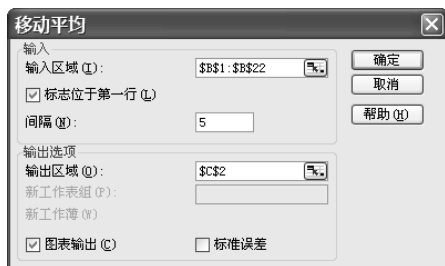 移动平均
输入
输入区域(I): $B$1:$B$22 确定
标志位于第一行(L) 取消
间隔(N): 5 帮助(H)
输出选项
输出区域(O): $C$2
新工作表组(P):
新工作薄(W)
图表输出(C) 标准误差